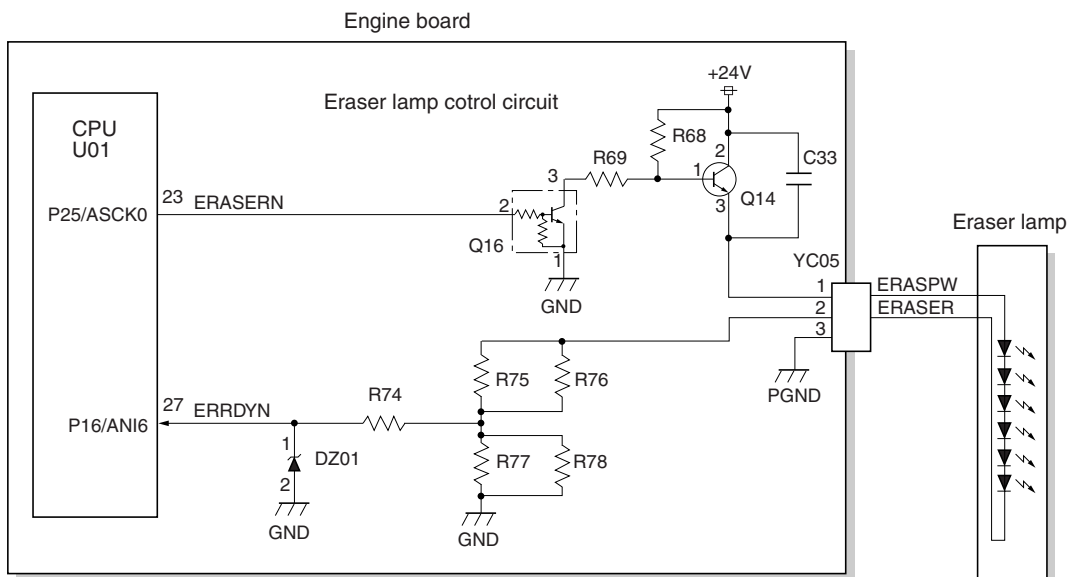 Engine board
+24V
Eraser lamp cotrol circuit
CPU
U01
R68
2
C33
R69
1
3
Q14
3
23 ERASERN
P25/ASCK0
2
Q16
1
GND
Eraser lamp
YC05
1
ERASPW
2
ERASER
3
PGND
R75
R76
R74
27 ERRDYN
P16/ANI6
1
DZ01
2
GND
R77
R78
GND